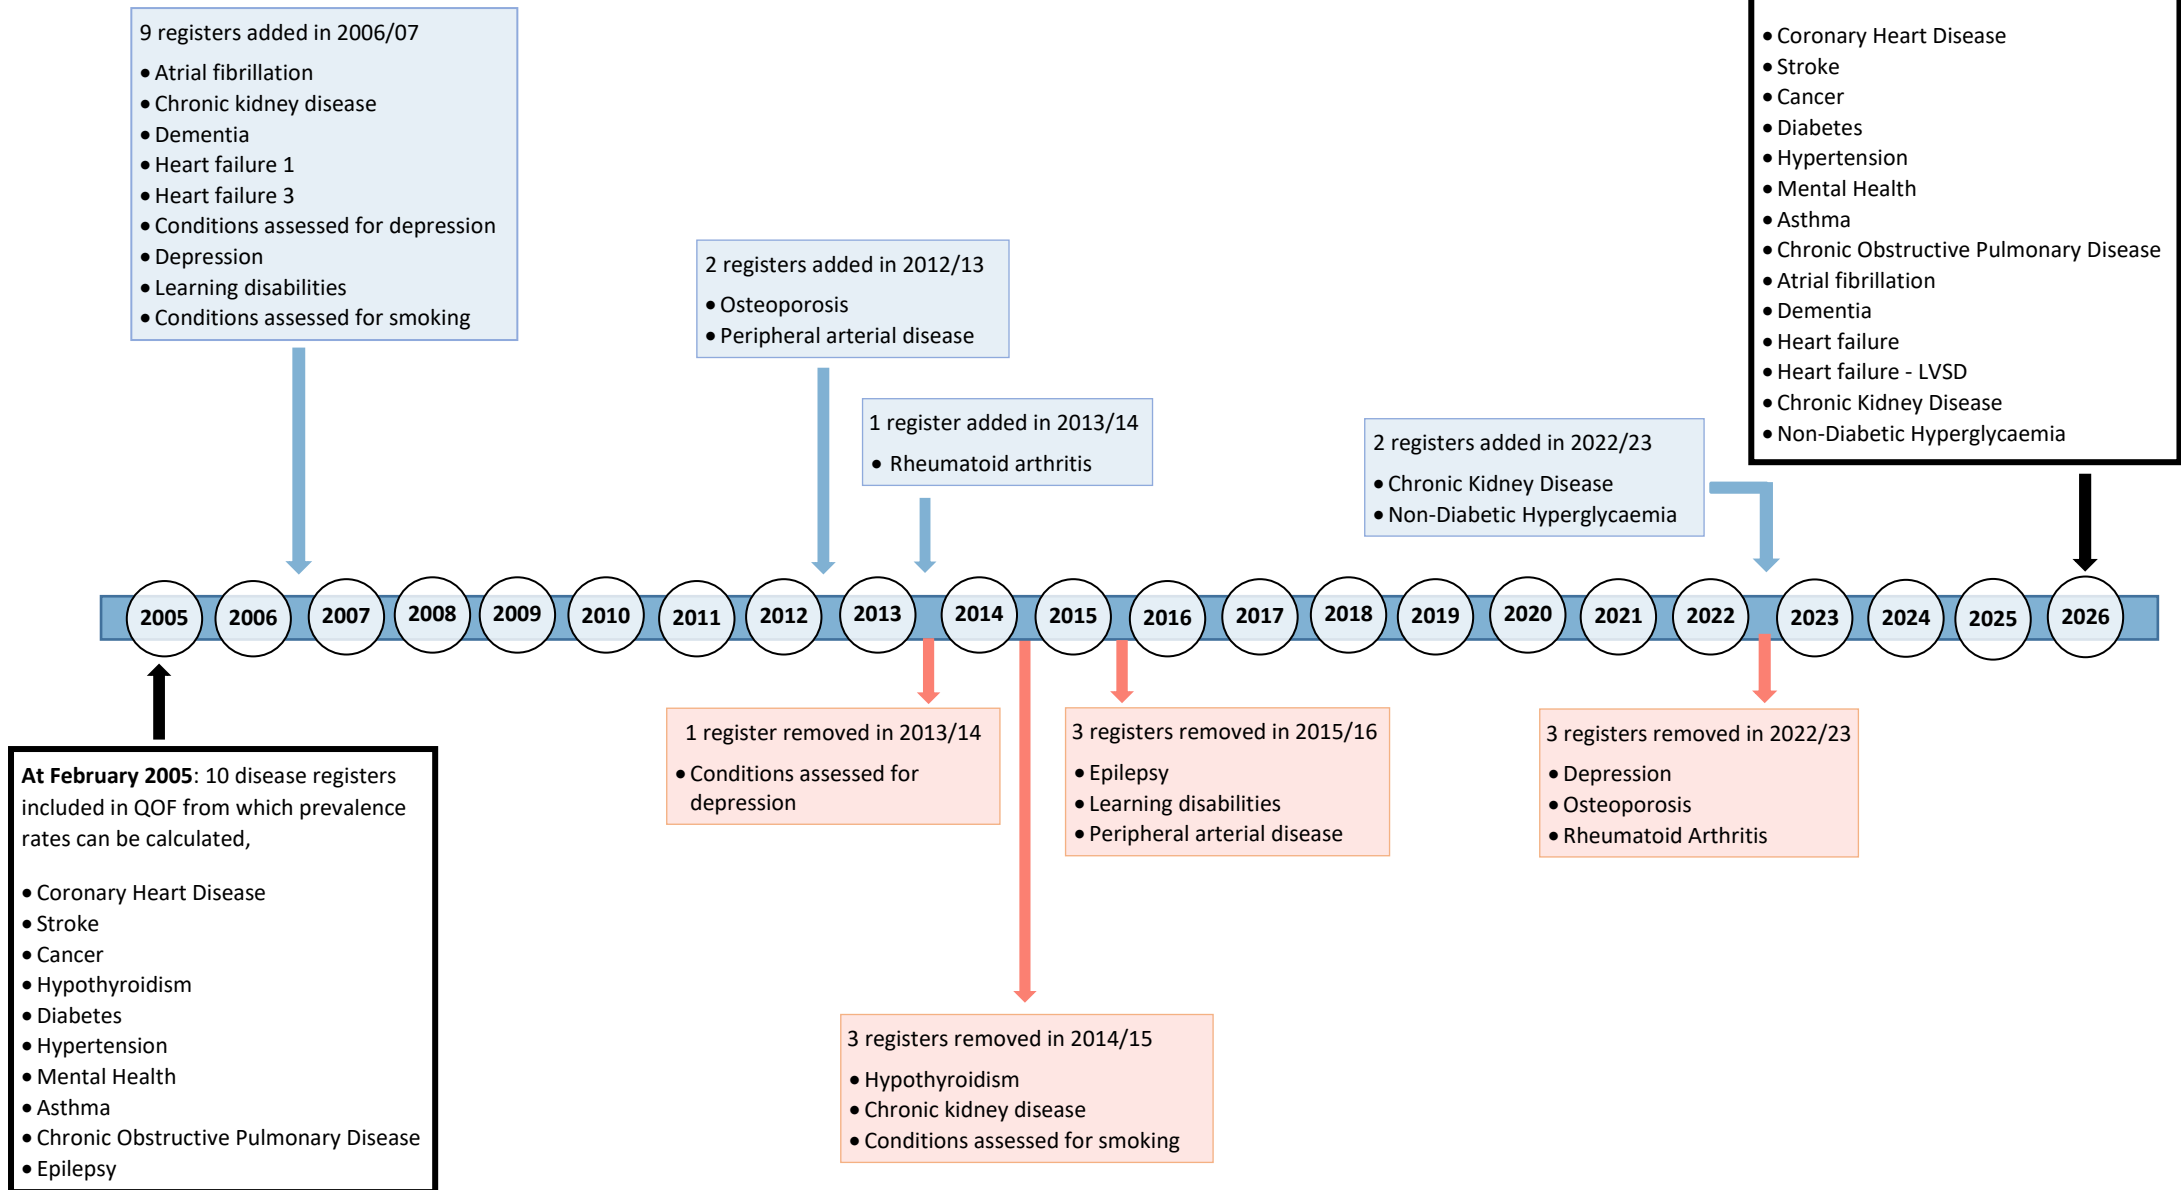 9 registers added in 2006/07
• Atrial fibrillation
• Chronic kidney disease
• Dementia
• Heart failure 1
• Heart failure 3
• Conditions assessed for depression
• Depression
• Learning disabilities
• Conditions assessed for smoking
2 registers added in 2012/13
• Osteoporosis
• Peripheral arterial disease
1 register added in 2013/14
• Rheumatoid arthritis
2 registers added in 2022/23
• Chronic Kidney Disease
• Non-Diabetic Hyperglycaemia
• Coronary Heart Disease
• Stroke
• Cancer
• Diabetes
• Hypertension
• Mental Health
• Asthma
• Chronic Obstructive Pulmonary Disease
• Atrial fibrillation
• Dementia
• Heart failure
• Heart failure - LVSD
• Chronic Kidney Disease
• Non-Diabetic Hyperglycaemia
2005 2006 2007 2008 2009 2010 2011 2012 2013 2014 2015 2016 2017 2018 2019 2020 2021 2022 2023 2024 2025 2026
At February 2005: 10 disease registers
included in QOF from which prevalence
rates can be calculated,
• Coronary Heart Disease
• Stroke
• Cancer
• Hypothyroidism
• Diabetes
• Hypertension
• Mental Health
• Asthma
• Chronic Obstructive Pulmonary Disease
• Epilepsy
1 register removed in 2013/14
• Conditions assessed for
depression
3 registers removed in 2014/15
• Hypothyroidism
• Chronic kidney disease
• Conditions assessed for smoking
3 registers removed in 2015/16
• Epilepsy
• Learning disabilities
• Peripheral arterial disease
3 registers removed in 2022/23
• Depression
• Osteoporosis
• Rheumatoid Arthritis